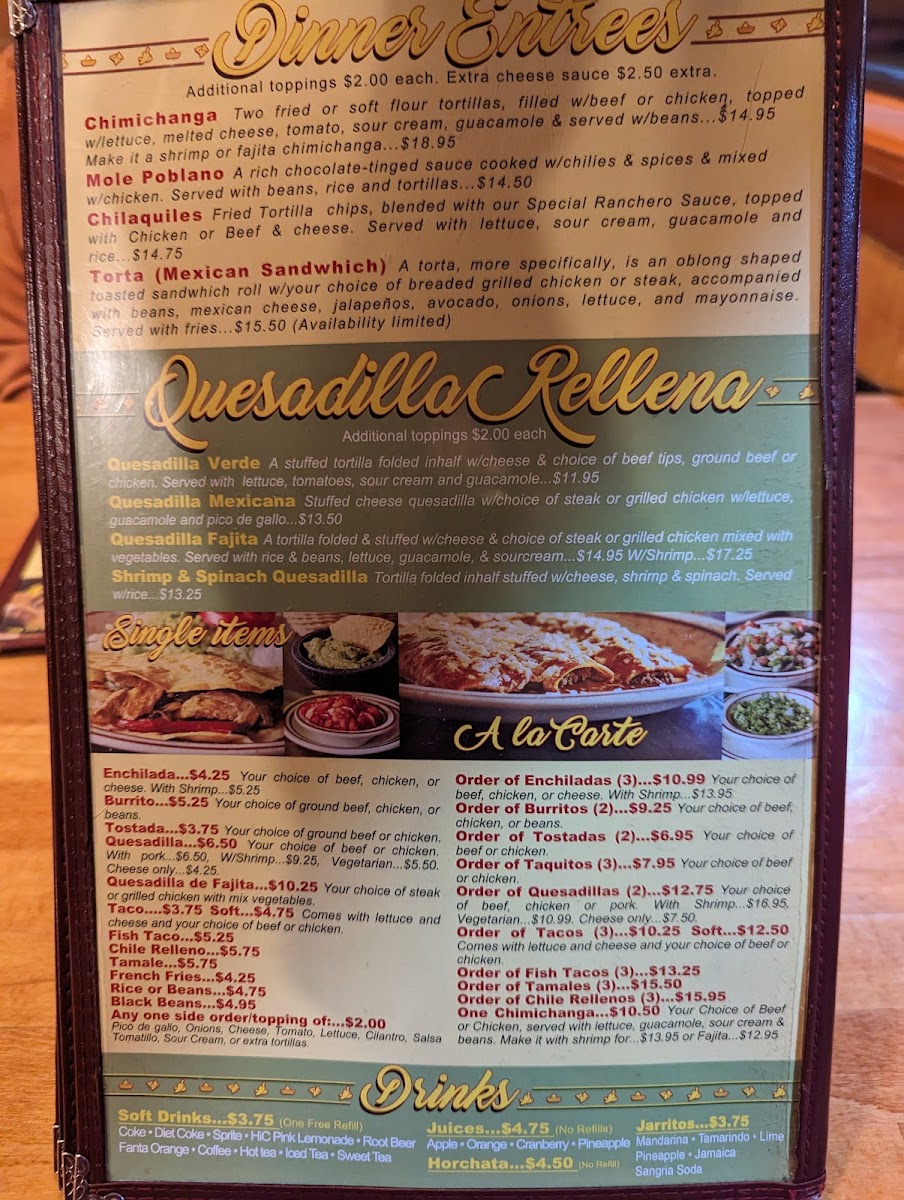 Dinner Entrees
Additional toppings $2.00 each. Extra cheese sauce $2.50 extra.
Chimichanga Two fried or soft flour tortillas, filled w/beef or chicken, topped
w/lettuce, melted cheese, tomato, sour cream, guacamole & served w/beans...$14.95
Make it a shrimp or fajita chimichanga...$18.95
Mole Poblano A rich chocolate-tinged sauce cooked w/chilies & spices & mixed
w/chicken. Served with beans, rice and tortillas...$14.50
Chilaquiles Fried Tortilla chips, blended with our Special Ranchero Sauce, topped
with Chicken or Beef & cheese. Served with lettuce, sour cream, guacamole and
rice...$14.75
Torta (Mexican Sandwhich) A torta, more specifically, is an oblong shaped
toasted sandwhich roll w/your choice of breaded grilled chicken or steak, accompanied
with beans, mexican cheese, jalapeños, avocado, onions, lettuce, and mayonnaise.
Served with fries...$15.50 (Availability limited)
Quesadilla Rellena
Additional toppings $2.00 each
Quesadilla Verde A stuffed tortilla folded inhalf w/cheese & choice of beef tips, ground beef or
chicken. Served with lettuce, tomatoes, sour cream and guacamole...$11.95
Quesadilla Mexicana Stuffed cheese quesadilla w/choice of steak or grilled chicken w/lettuce,
guacamole and pico de gallo...$13.50
Quesadilla Fajita A tortilla folded & stuffed w/cheese & choice of steak or grilled chicken mixed with
vegetables. Served with rice & beans, lettuce, guacamole, & sourcream...$14.95 W/Shrimp...$17.25
Shrimp & Spinach Quesadilla Tortilla folded inhalf stuffed w/cheese, shrimp & spinach. Served
w/rice...$13.25
Single items
Enchilada...$4.25 Your choice of beef, chicken, or
cheese. With Shrimp...$5.25
Burrito...$5.25 Your choice of ground beef, chicken, or
beans.
Tostada...$3.75 Your choice of ground beef or chicken.
Quesadilla...$6.50 Your choice of beef or chicken.
With pork...$6.50, W/Shrimp...$9.25, Vegetarian...$5.50.
Cheese only...$4.25.
Quesadilla de Fajita...$10.25 Your choice of steak
or grilled chicken with mix vegetables.
Taco....$3.75 Soft...$4.75 Comes with lettuce and
cheese and your choice of beef or chicken.
Fish Taco...$5.25
Chile Relleno...$5.75
Tamale...$5.75
French Fries...$4.25
Rice or Beans...$4.75
Black Beans...$4.95
Any one side order/topping of:...$2.00
Pico de gallo, Onions, Cheese, Tomato, Lettuce, Cilantro, Salsa
Tomatillo, Sour Cream, or extra tortillas.
A la Carte
Order of Enchiladas (3)...$10.99 Your choice of
beef, chicken, or cheese. With Shrimp...$13.95
Order of Burritos (2)...$9.25 Your choice of beef,
chicken, or beans.
Order of Tostadas (2)...$6.95 Your choice of
beef or chicken.
Order of Taquitos (3)...$7.95 Your choice of beef
or chicken.
Order of Quesadillas (2)...$12.75 Your choice
of beef, chicken or pork. With Shrimp...$16.95,
Vegetarian...$10.99. Cheese only...$7.50.
Order of Tacos (3)...$10.25 Soft...$12.50
Comes with lettuce and cheese and your choice of beef or
chicken.
Order of Fish Tacos (3)...$13.25
Order of Tamales (3)...$15.50
Order of Chile Rellenos (3)...$15.95
One Chimichanga...$10.50 Your Choice of Beef
or Chicken, served with lettuce, guacamole, sour cream &
beans. Make it with shrimp for...$13.95 or Fajita...$12.95
Drinks
Soft Drinks...$3.75 (One Free Refill)
Coke • Diet Coke • Sprite • HiC Pink Lemonade • Root Beer
Fanta Orange • Coffee • Hot tea • Iced Tea • Sweet Tea
Juices...$4.75 (No Refills)
Apple • Orange • Cranberry • Pineapple
Horchata...$4.50 (No Refill)
Jarritos...$3.75
Mandarina • Tamarindo • Lime
Pineapple • Jamaica
Sangria Soda